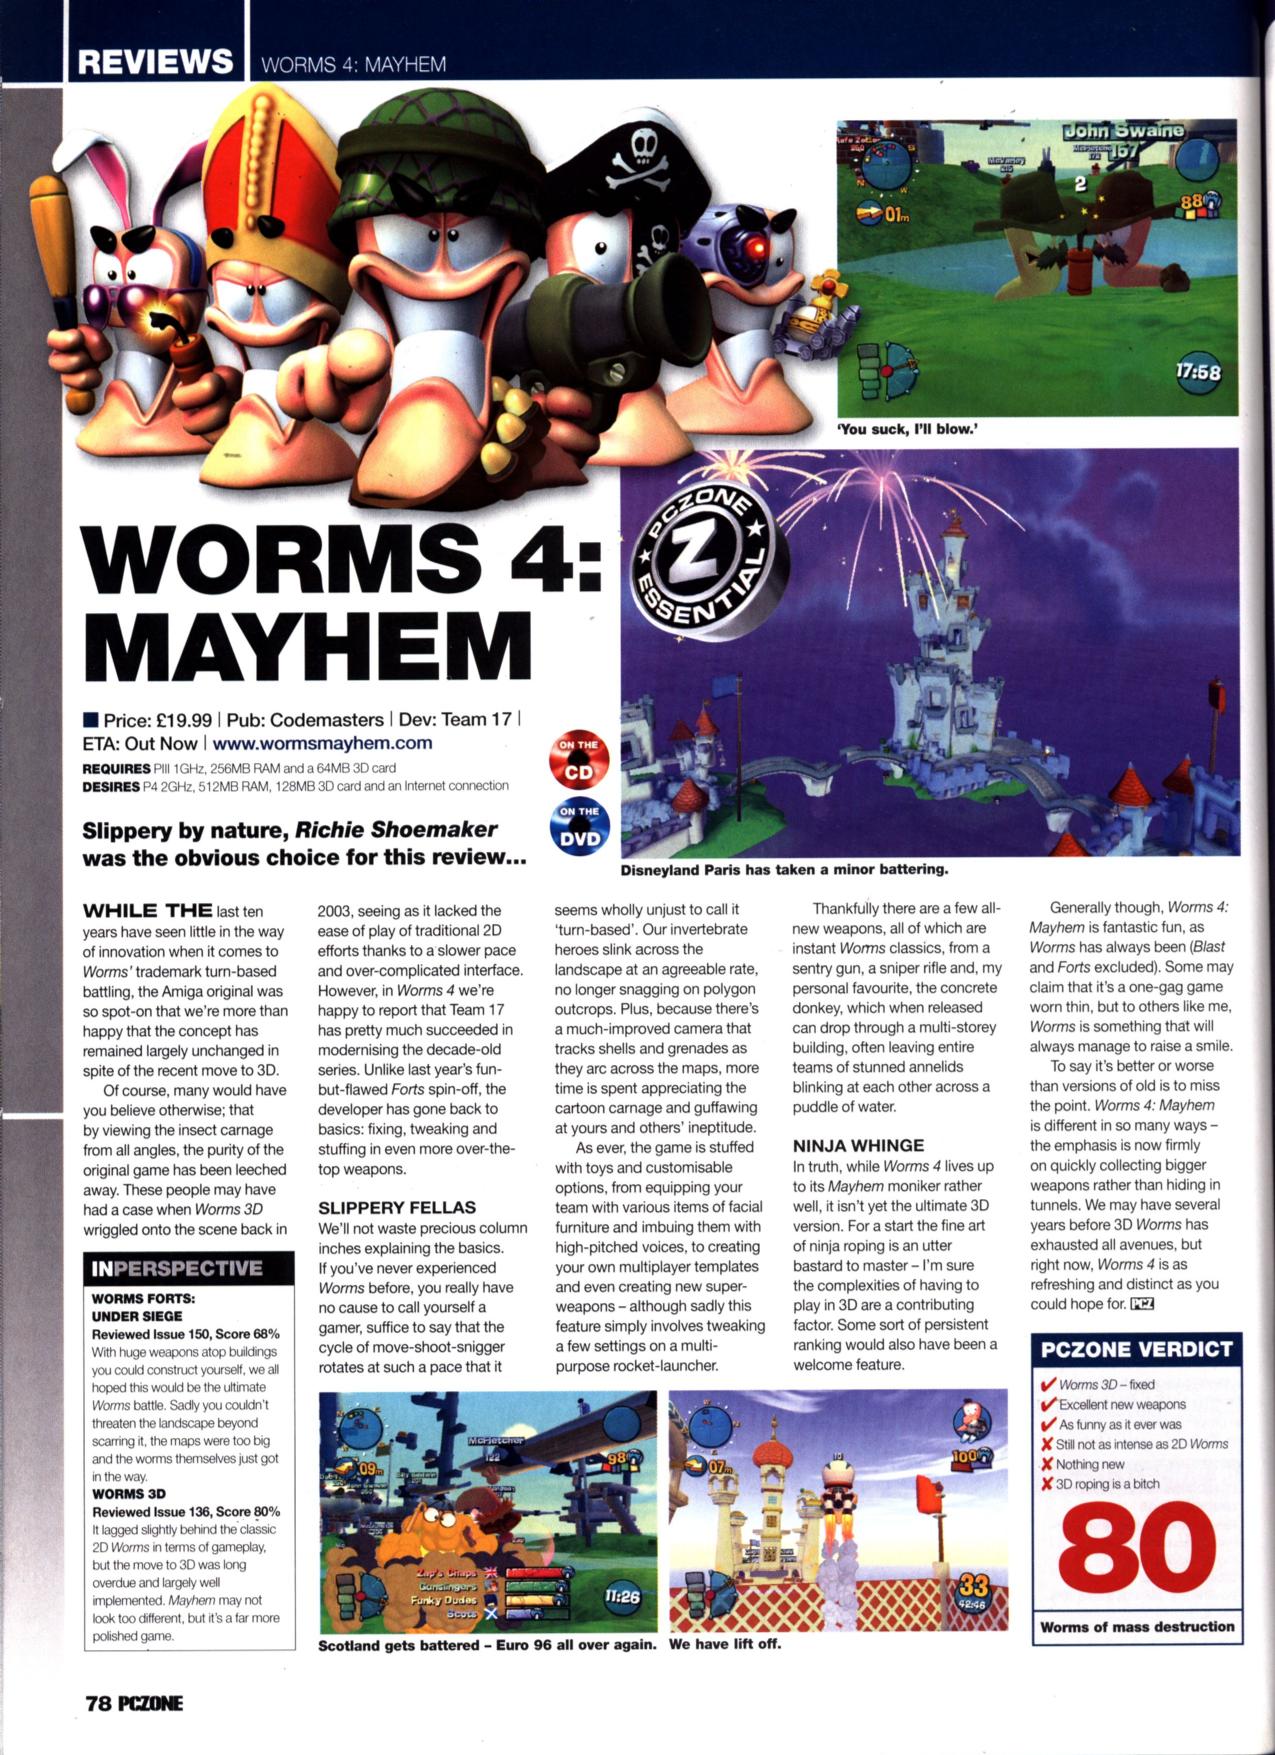 REVIEWS
WORMS 4: MAYHEM
John Swaine
157
2
88
01m
17:58
'You suck, I'll blow.'
PCZONE
Z
ESSENTIAL
WORMS 4:
MAYHEM
Price: £19.99 | Pub: Codemasters | Dev: Team 17 |
ETA: Out Now | www.wormsmayhem.com
REQUIRES PIII 1GHz, 256MB RAM and a 64MB 3D card
DESIRES P4 2GHz, 512MB RAM, 128MB 3D card and an Internet connection
ON THE
CD
ON THE
DVD
Slippery by nature, Richie Shoemaker
was the obvious choice for this review...
Disneyland Paris has taken a minor battering.
WHILE THE last ten
years have seen little in the way
of innovation when it comes to
Worms' trademark turn-based
battling, the Amiga original was
so spot-on that we're more than
happy that the concept has
remained largely unchanged in
spite of the recent move to 3D.
Of course, many would have
you believe otherwise; that
by viewing the insect carnage
from all angles, the purity of the
original game has been leeched
away. These people may have
had a case when Worms 3D
wriggled onto the scene back in
2003, seeing as it lacked the
ease of play of traditional 2D
efforts thanks to a slower pace
and over-complicated interface.
However, in Worms 4 we're
happy to report that Team 17
has pretty much succeeded in
modernising the decade-old
series. Unlike last year's fun-
but-flawed Forts spin-off, the
developer has gone back to
basics: fixing, tweaking and
stuffing in even more over-the-
top weapons.
SLIPPERY FELLAS
We'll not waste precious column
inches explaining the basics.
If you've never experienced
Worms before, you really have
no cause to call yourself a
gamer, suffice to say that the
cycle of move-shoot-snigger
rotates at such a pace that it
seems wholly unjust to call it
'turn-based'. Our invertebrate
heroes slink across the
landscape at an agreeable rate,
no longer snagging on polygon
outcrops. Plus, because there's
a much-improved camera that
tracks shells and grenades as
they arc across the maps, more
time is spent appreciating the
cartoon carnage and guffawing
at yours and others' ineptitude.
As ever, the game is stuffed
with toys and customisable
options, from equipping your
team with various items of facial
furniture and imbuing them with
high-pitched voices, to creating
your own multiplayer templates
and even creating new super-
weapons – although sadly this
feature simply involves tweaking
a few settings on a multi-
purpose rocket-launcher.
Thankfully there are a few all-
new weapons, all of which are
instant Worms classics, from a
sentry gun, a sniper rifle and, my
personal favourite, the concrete
donkey, which when released
can drop through a multi-storey
building, often leaving entire
teams of stunned annelids
blinking at each other across a
puddle of water.
NINJA WHINGE
In truth, while Worms 4 lives up
to its Mayhem moniker rather
well, it isn't yet the ultimate 3D
version. For a start the fine art
of ninja roping is an utter
bastard to master – I'm sure
the complexities of having to
play in 3D are a contributing
factor. Some sort of persistent
ranking would also have been a
welcome feature.
Generally though, Worms 4:
Mayhem is fantastic fun, as
Worms has always been (Blast
and Forts excluded). Some may
claim that it's a one-gag game
worn thin, but to others like me,
Worms is something that will
always manage to raise a smile.
To say it's better or worse
than versions of old is to miss
the point. Worms 4: Mayhem
is different in so many ways –
the emphasis is now firmly
on quickly collecting bigger
weapons rather than hiding in
tunnels. We may have several
years before 3D Worms has
exhausted all avenues, but
right now, Worms 4 is as
refreshing and distinct as you
could hope for. PCZ
INPERSPECTIVE
WORMS FORTS:
UNDER SIEGE
Reviewed Issue 150, Score 68%
With huge weapons atop buildings
you could construct yourself, we all
hoped this would be the ultimate
Worms battle. Sadly you couldn't
threaten the landscape beyond
scarring it, the maps were too big
and the worms themselves just got
in the way.
WORMS 3D
Reviewed Issue 136, Score 80%
It lagged slightly behind the classic
2D Worms in terms of gameplay,
but the move to 3D was long
overdue and largely well
implemented. Mayhem may not
look too different, but it's a far more
polished game.
McFletcher
122
09m
98
Zap's Chaps
Gunslingers
Funky Dudes
Scots
11:26
Scotland gets battered – Euro 96 all over again.
07m
100
33
42:46
We have lift off.
PCZONE VERDICT
Worms 3D – fixed
Excellent new weapons
As funny as it ever was
Still not as intense as 2D Worms
Nothing new
3D roping is a bitch
80
Worms of mass destruction
78 PCZONE